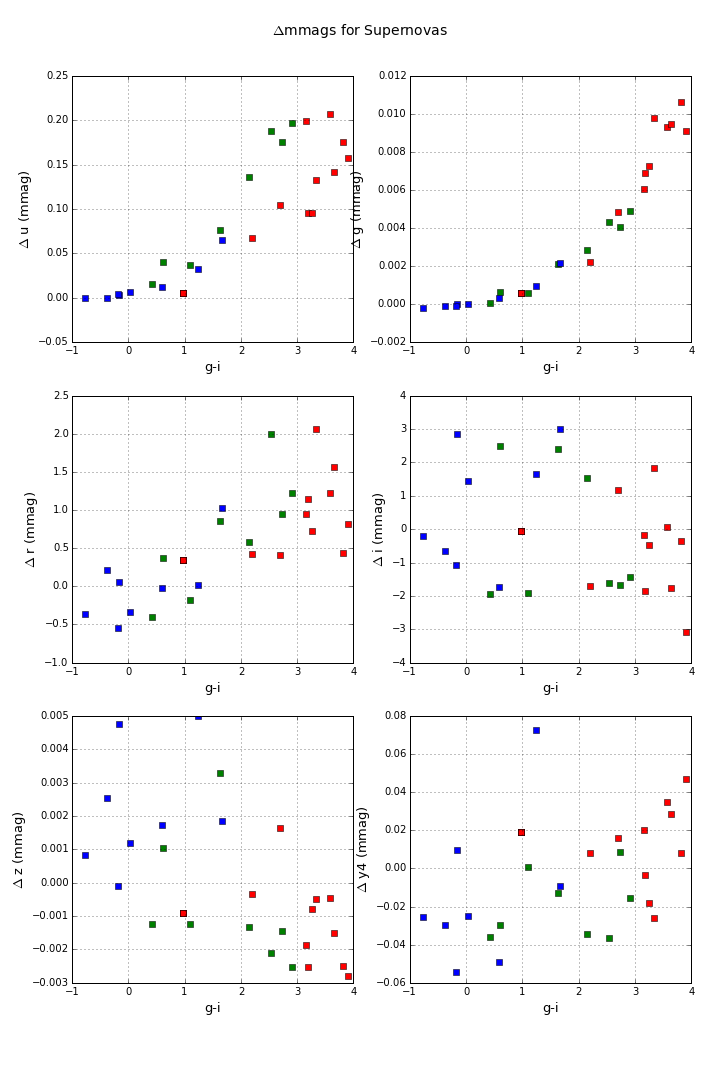 Δmmags for Supernovas
0.25
0.20
0.15
0.10
0.05
0.00
−0.05
Δ u (mmag)
−1 0 1 2 3 4
g-i
0.012
0.010
0.008
0.006
0.004
0.002
0.000
−0.002
Δ g (mmag)
−1 0 1 2 3 4
g-i
2.5
2.0
1.5
1.0
0.5
0.0
−0.5
−1.0
Δ r (mmag)
−1 0 1 2 3 4
g-i
4
3
2
1
0
−1
−2
−3
−4
Δ i (mmag)
−1 0 1 2 3 4
g-i
0.005
0.004
0.003
0.002
0.001
0.000
−0.001
−0.002
−0.003
Δ z (mmag)
−1 0 1 2 3 4
g-i
0.08
0.06
0.04
0.02
0.00
−0.02
−0.04
−0.06
Δ y4 (mmag)
−1 0 1 2 3 4
g-i